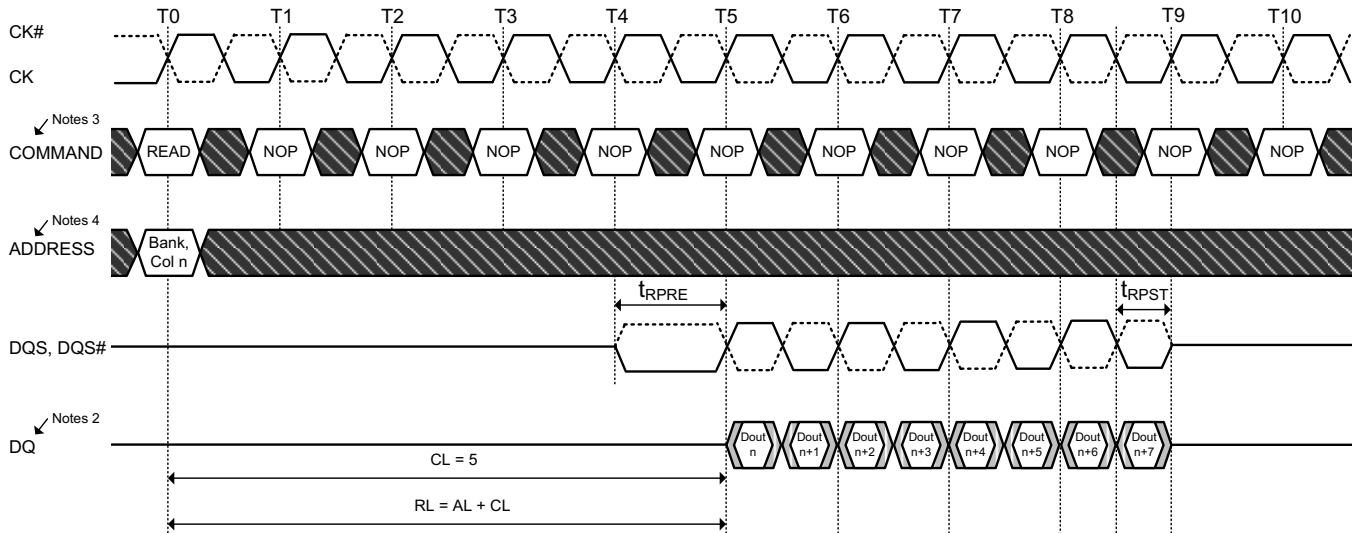 T0 T1 T2 T3 T4 T5 T6 T7 T8 T9 T10
CK#
CK
Notes 3
COMMAND READ NOP NOP NOP NOP NOP NOP NOP NOP NOP NOP
Notes 4
ADDRESS
Bank,
Col n
tRPRE tRPST
DQS, DQS#
Notes 2
DQ
Dout n Dout n+1 Dout n+2 Dout n+3 Dout n+4 Dout n+5 Dout n+6 Dout n+7
CL = 5
RL = AL + CL